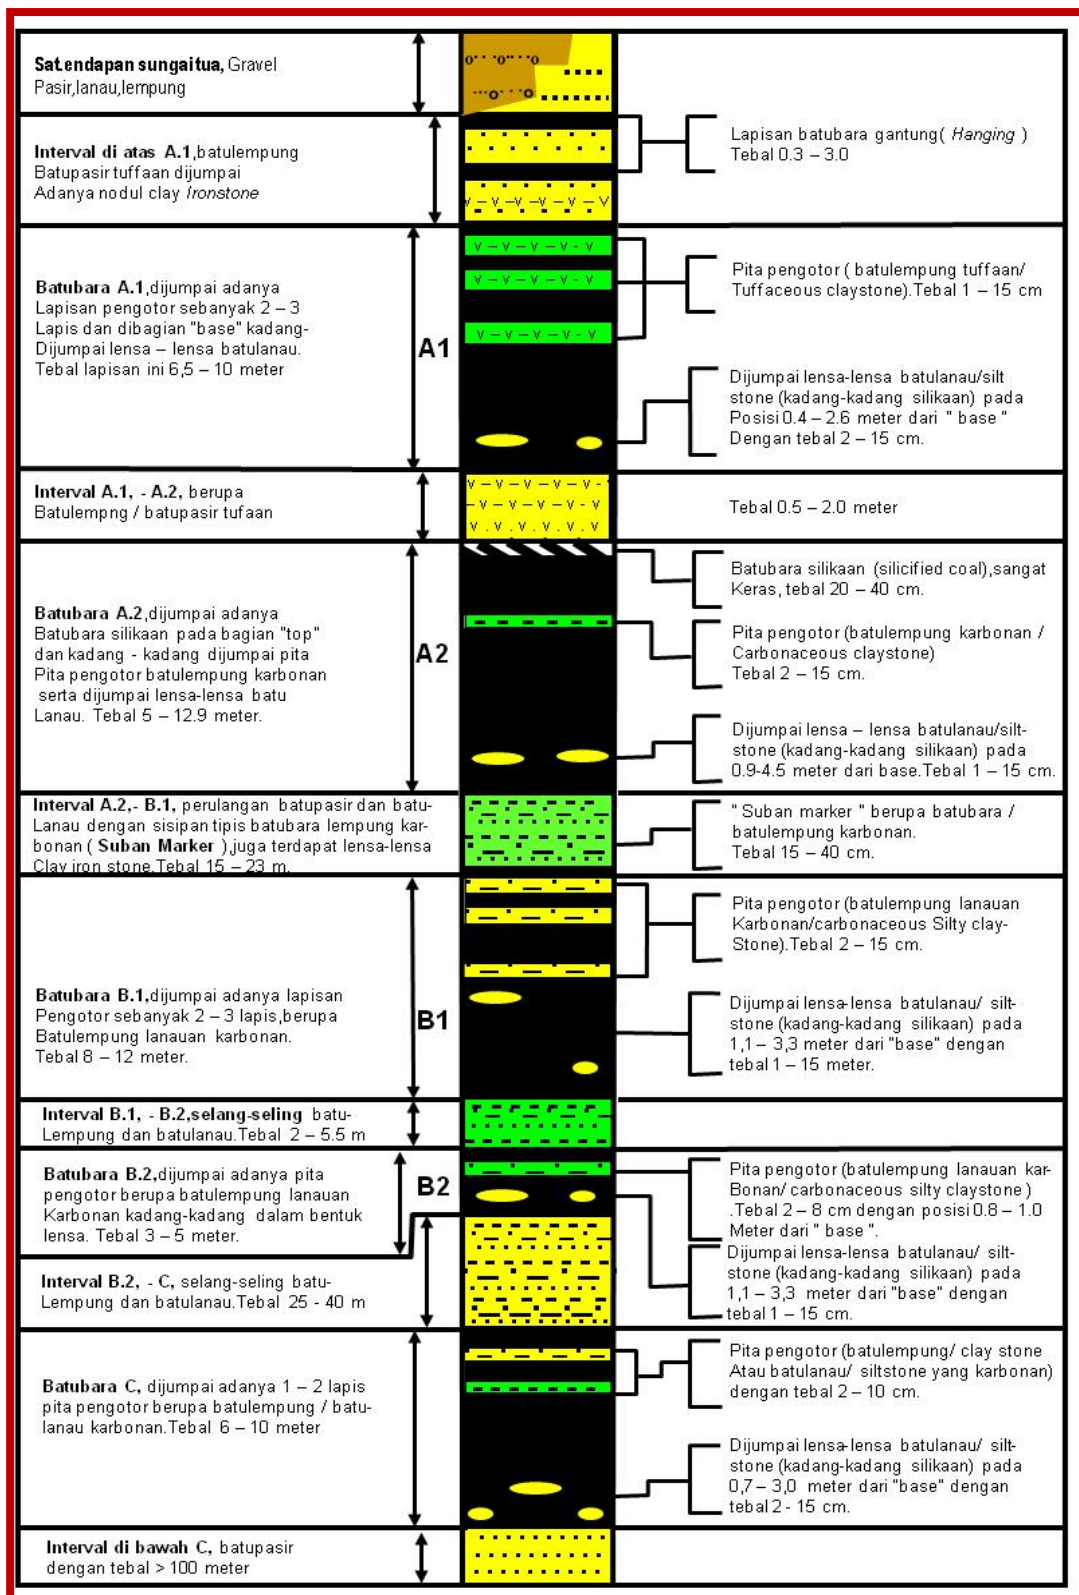 Sat.endapan sungaitua, Gravel
Pasir,lanau,lempung
Interval di atas A.1,batulempung
Batupasir tuffaan dijumpai
Adanya nodul clay Ironstone
Lapisan batubara gantung( Hanging )
Tebal 0.3 – 3.0
Batubara A.1,dijumpai adanya
Lapisan pengotor sebanyak 2 – 3
Lapis dan dibagian "base" kadang-
Dijumpai lensa – lensa batulanau.
Tebal lapisan ini 6,5 – 10 meter
A1
Pita pengotor ( batulempung tuffaan/
Tuffaceous claystone).Tebal 1 – 15 cm
Dijumpai lensa-lensa batulanau/silt
stone (kadang-kadang silikaan) pada
Posisi 0.4 – 2.6 meter dari " base "
Dengan tebal 2 – 15 cm.
Interval A.1, - A.2, berupa
Batulempng / batupasir tufaan
Tebal 0.5 – 2.0 meter
Batubara A.2,dijumpai adanya
Batubara silikaan pada bagian "top"
dan kadang - kadang dijumpai pita
Pita pengotor batulempung karbonan
serta dijumpai lensa-lensa batu
Lanau. Tebal 5 – 12.9 meter.
A2
Batubara silikaan (silicified coal),sangat
Keras, tebal 20 – 40 cm.
Pita pengotor (batulempung karbonan /
Carbonaceous claystone)
Tebal 2 – 15 cm.
Dijumpai lensa – lensa batulanau/silt-
stone (kadang-kadang silikaan) pada
0.9-4.5 meter dari base.Tebal 1 – 15 cm.
Interval A.2,- B.1, perulangan batupasir dan batu-
Lanau dengan sisipan tipis batubara lempung kar-
bonan ( Suban Marker ),juga terdapat lensa-lensa
Clay iron stone.Tebal 15 – 23 m.
" Suban marker " berupa batubara /
batulempung karbonan.
Tebal 15 – 40 cm.
Batubara B.1,dijumpai adanya lapisan
Pengotor sebanyak 2 – 3 lapis,berupa
Batulempung lanauan karbonan.
Tebal 8 – 12 meter.
B1
Pita pengotor (batulempung lanauan
Karbonan/carbonaceous Silty clay-
Stone).Tebal 2 – 15 cm.
Dijumpai lensa-lensa batulanau/ silt-
stone (kadang-kadang silikaan) pada
1,1 – 3,3 meter dari "base" dengan
tebal 1 – 15 meter.
Interval B.1, - B.2,selang-seling batu-
Lempung dan batulanau.Tebal 2 – 5.5 m
Batubara B.2,dijumpai adanya pita
pengotor berupa batulempung lanauan
Karbonan kadang-kadang dalam bentuk
lensa. Tebal 3 – 5 meter.
B2
Pita pengotor (batulempung lanauan kar-
Bonan/ carbonaceous silty claystone )
.Tebal 2 – 8 cm dengan posisi 0.8 – 1.0
Meter dari " base ".
Dijumpai lensa-lensa batulanau/ silt-
stone (kadang-kadang silikaan) pada
1,1 – 3,3 meter dari "base" dengan
tebal 1 – 15 cm.
Interval B.2, - C, selang-seling batu-
Lempung dan batulanau.Tebal 25 - 40 m
Batubara C, dijumpai adanya 1 – 2 lapis
pita pengotor berupa batulempung / batu-
lanau karbonan.Tebal 6 – 10 meter
Pita pengotor (batulempung/ clay stone
Atau batulanau/ siltstone yang karbonan)
dengan tebal 2 – 10 cm.
Dijumpai lensa-lensa batulanau/ silt-
stone (kadang-kadang silikaan) pada
0,7 – 3,0 meter dari "base" dengan
tebal 2 - 15 cm.
Interval di bawah C, batupasir
dengan tebal > 100 meter